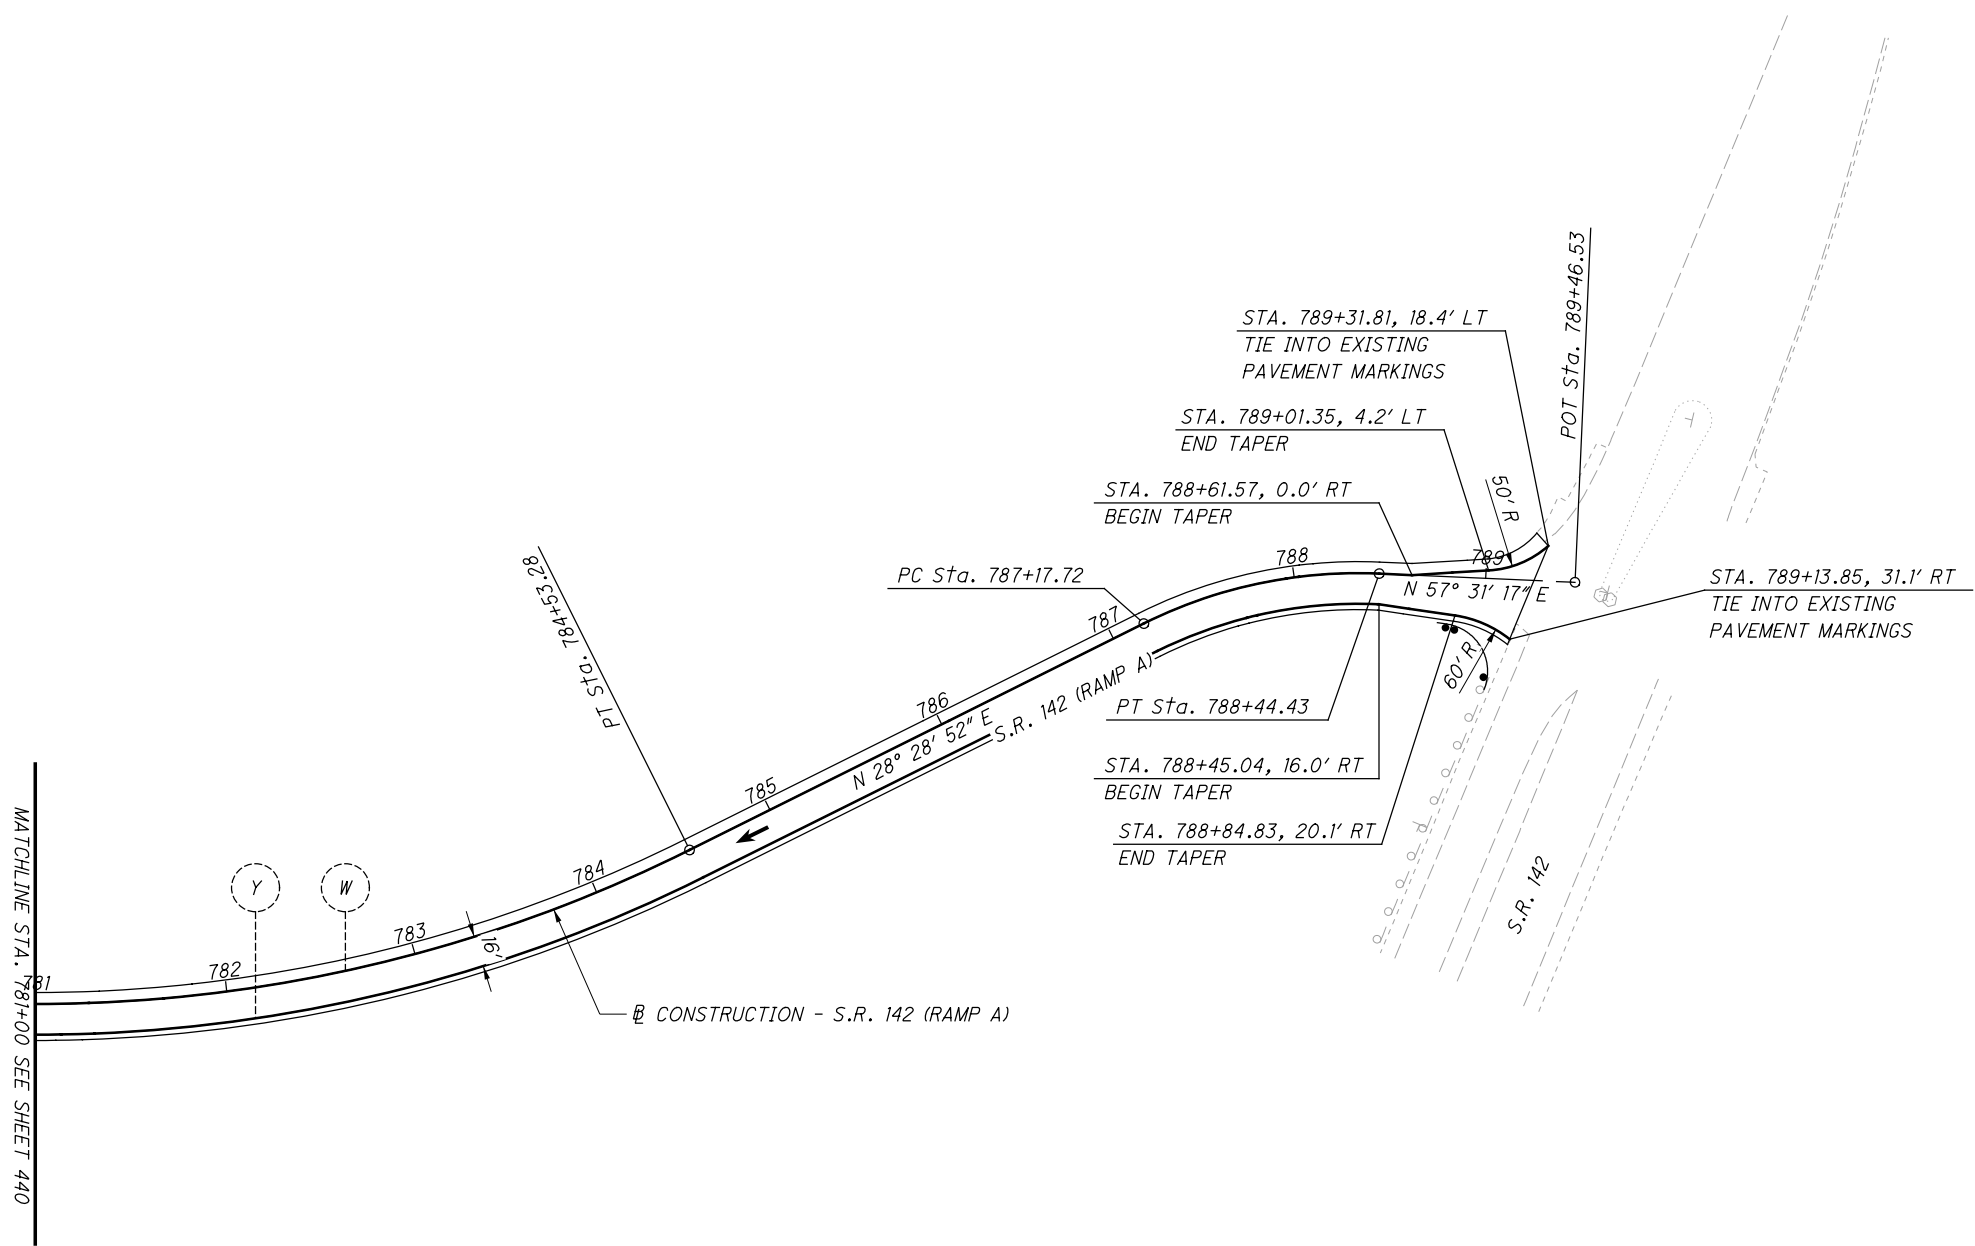 POT Sta. 789+46.53
STA. 789+31.81, 18.4' LT
TIE INTO EXISTING
PAVEMENT MARKINGS
STA. 789+01.35, 4.2' LT
END TAPER
STA. 788+61.57, 0.0' RT
BEGIN TAPER
50' R
PC Sta. 787+17.72
788
789
N 57° 31' 17" E
STA. 789+13.85, 31.1' RT
TIE INTO EXISTING
PAVEMENT MARKINGS
PT Sta. 784+53.28
787
60' R
S.R. 142 (RAMP A)
786
N 28° 28' 52" E
PT Sta. 788+44.43
STA. 788+45.04, 16.0' RT
BEGIN TAPER
785
STA. 788+84.83, 20.1' RT
END TAPER
784
Y
W
783
16'
782
781
S.R. 142
℄ CONSTRUCTION - S.R. 142 (RAMP A)
MATCHLINE STA. 781+00 SEE SHEET 440